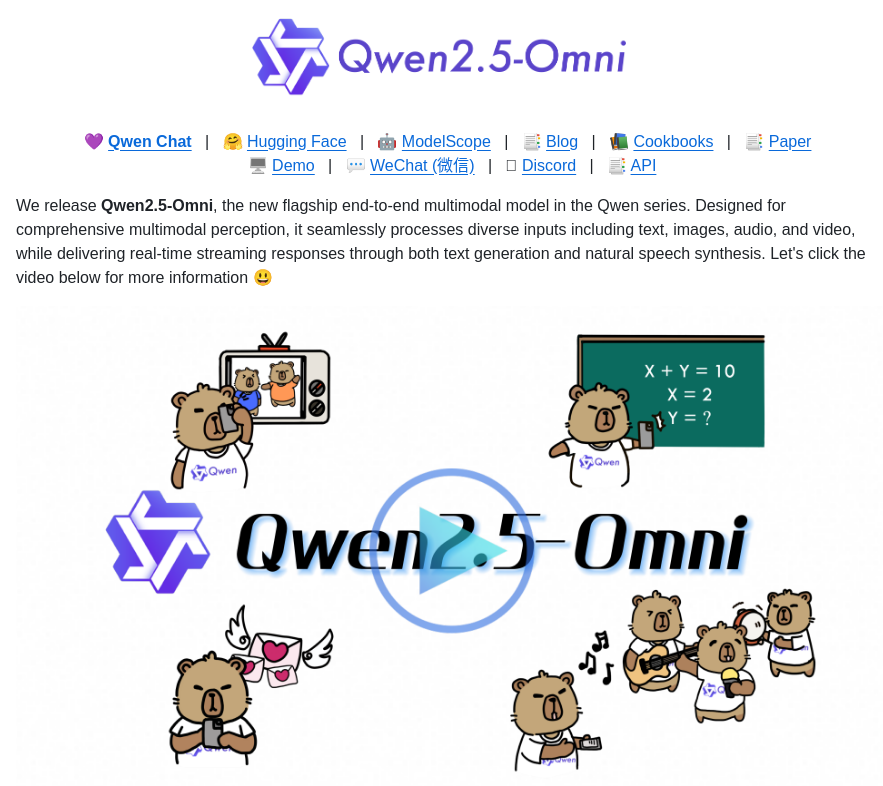 Qwen2.5-Omni
💜 Qwen Chat | 🤗 Hugging Face | 🤖 ModelScope | 📑 Blog | 📚 Cookbooks | 📑 Paper
🖥️ Demo | 💬 WeChat (微信) | 🫨 Discord | 📑 API
We release Qwen2.5-Omni, the new flagship end-to-end multimodal model in the Qwen series. Designed for
comprehensive multimodal perception, it seamlessly processes diverse inputs including text, images, audio, and video,
while delivering real-time streaming responses through both text generation and natural speech synthesis. Let's click the
video below for more information 😃
X + Y = 10
X = 2
Y = ?
Qwen
Qwen
Qwen2.5-Omni
Qwen